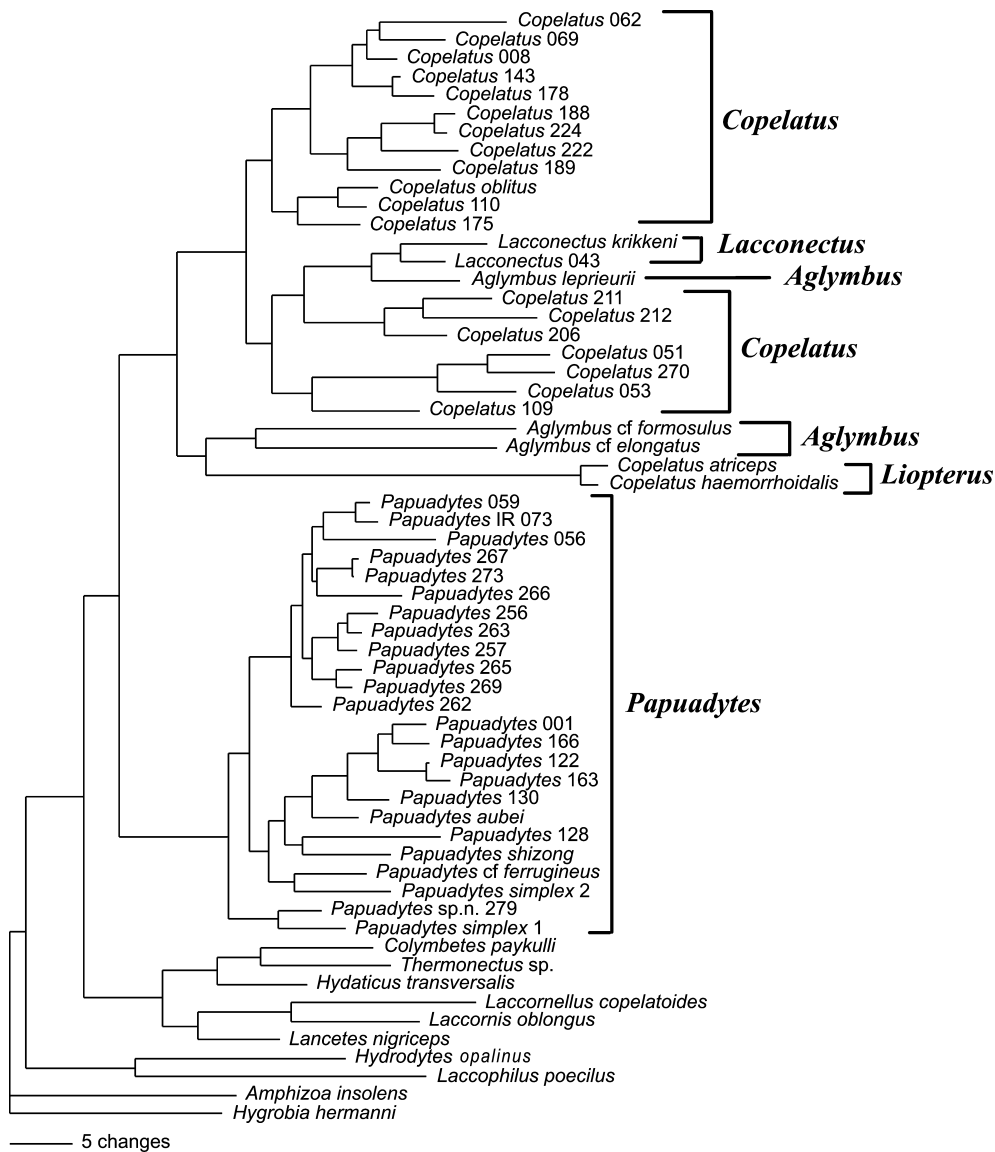 Copelatus 062
Copelatus 069
Copelatus 008
Copelatus 143
Copelatus 178
Copelatus 188
Copelatus 224
Copelatus 222
Copelatus 189
Copelatus oblitus
Copelatus 110
Copelatus 175
Copelatus
Lacconectus krikkeni
Lacconectus 043
Lacconectus
Aglymbus leprieurii
Aglymbus
Copelatus 211
Copelatus 212
Copelatus 206
Copelatus 051
Copelatus 270
Copelatus 053
Copelatus 109
Copelatus
Aglymbus cf formosulus
Aglymbus cf elongatus
Aglymbus
Copelatus atriceps
Copelatus haemorrhoidalis
Liopterus
Papuadytes 059
Papuadytes IR 073
Papuadytes 056
Papuadytes 267
Papuadytes 273
Papuadytes 266
Papuadytes 256
Papuadytes 263
Papuadytes 257
Papuadytes 265
Papuadytes 269
Papuadytes 262
Papuadytes 001
Papuadytes 166
Papuadytes 122
Papuadytes 163
Papuadytes 130
Papuadytes aubei
Papuadytes 128
Papuadytes shizong
Papuadytes cf ferrugineus
Papuadytes simplex 2
Papuadytes sp.n. 279
Papuadytes simplex 1
Papuadytes
Colymbetes paykulli
Thermonectus sp.
Hydaticus transversalis
Laccornellus copelatoides
Laccornis oblongus
Lancetes nigriceps
Hydrodytes opalinus
Laccophilus poecilus
Amphizoa insolens
Hygrobia hermanni
5 changes